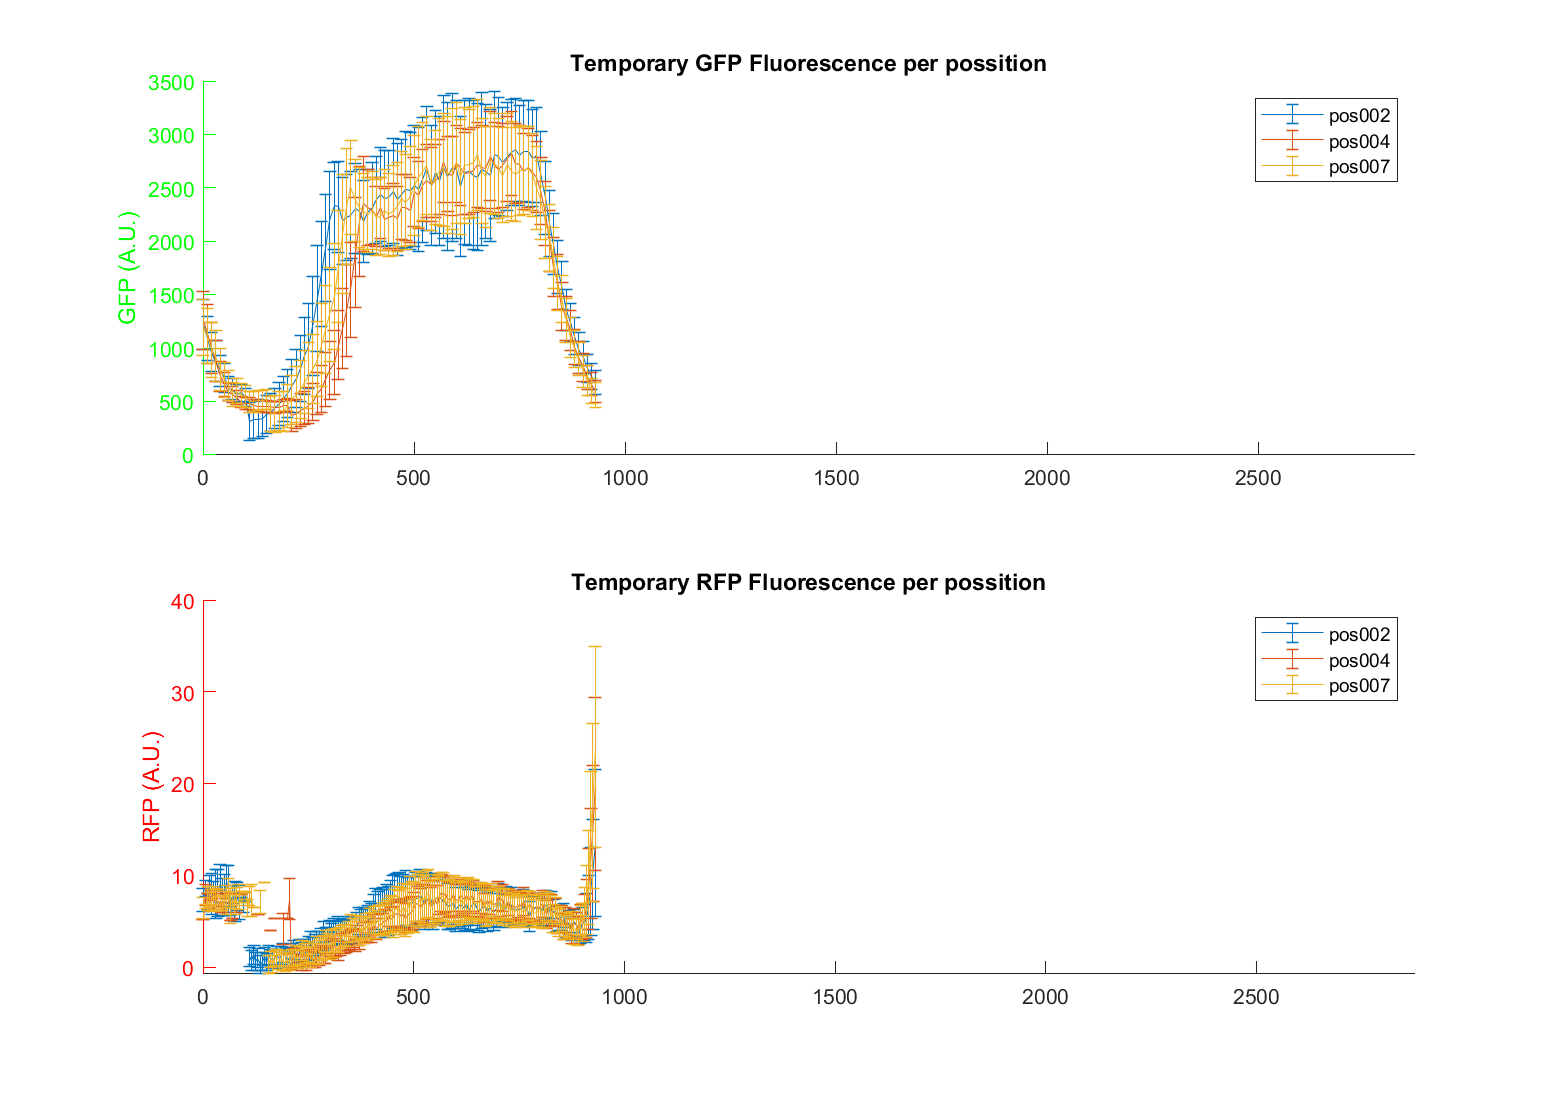 Temporary GFP Fluorescence per possition
GFP (A.U.)
3500
3000
2500
2000
1500
1000
500
0
0 500 1000 1500 2000 2500
pos002
pos004
pos007
Temporary RFP Fluorescence per possition
RFP (A.U.)
40
30
20
10
0
0 500 1000 1500 2000 2500
pos002
pos004
pos007